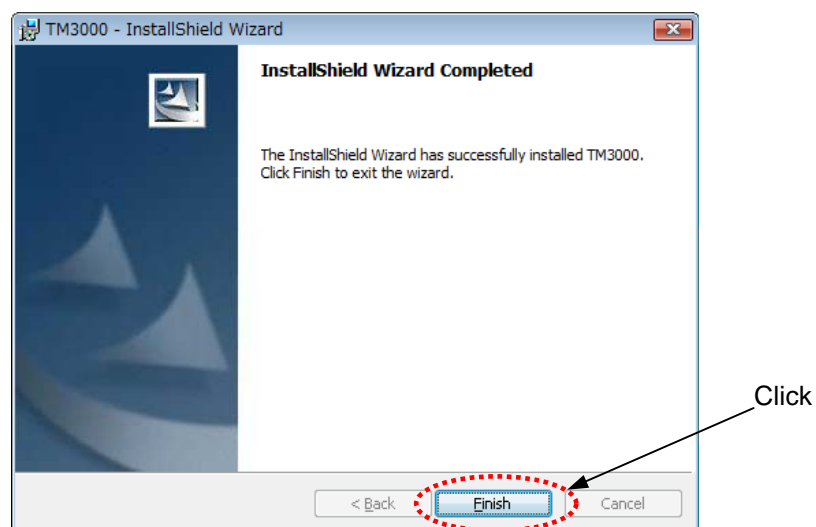 TM3000 - InstallShield Wizard
InstallShield Wizard Completed
The InstallShield Wizard has successfully installed TM3000.
Click Finish to exit the wizard.
Click
< Back
Finish
Cancel